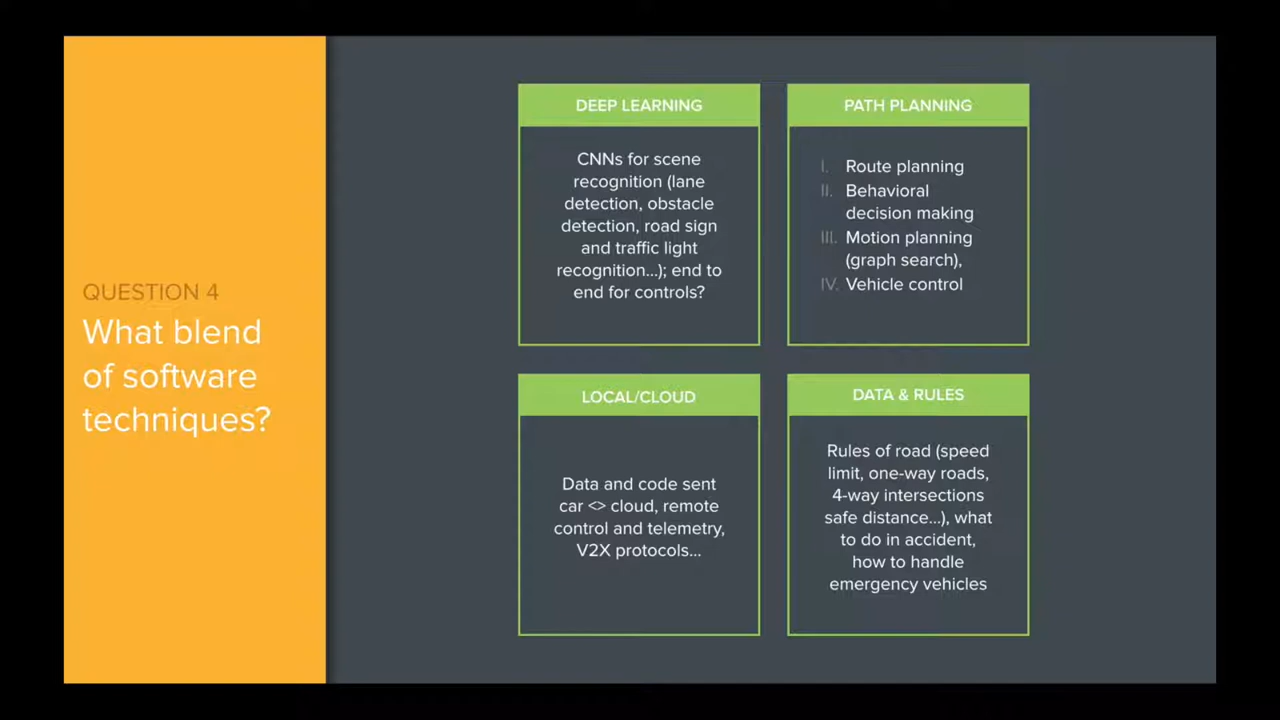 QUESTION 4
What blend
of software
techniques?
DEEP LEARNING
CNNs for scene
recognition (lane
detection, obstacle
detection, road sign
and traffic light
recognition...); end to
end for controls?
PATH PLANNING
I. Route planning
II. Behavioral
decision making
III. Motion planning
(graph search),
IV. Vehicle control
LOCAL/CLOUD
Data and code sent
car <> cloud, remote
control and telemetry,
V2X protocols...
DATA & RULES
Rules of road (speed
limit, one-way roads,
4-way intersections
safe distance...), what
to do in accident,
how to handle
emergency vehicles